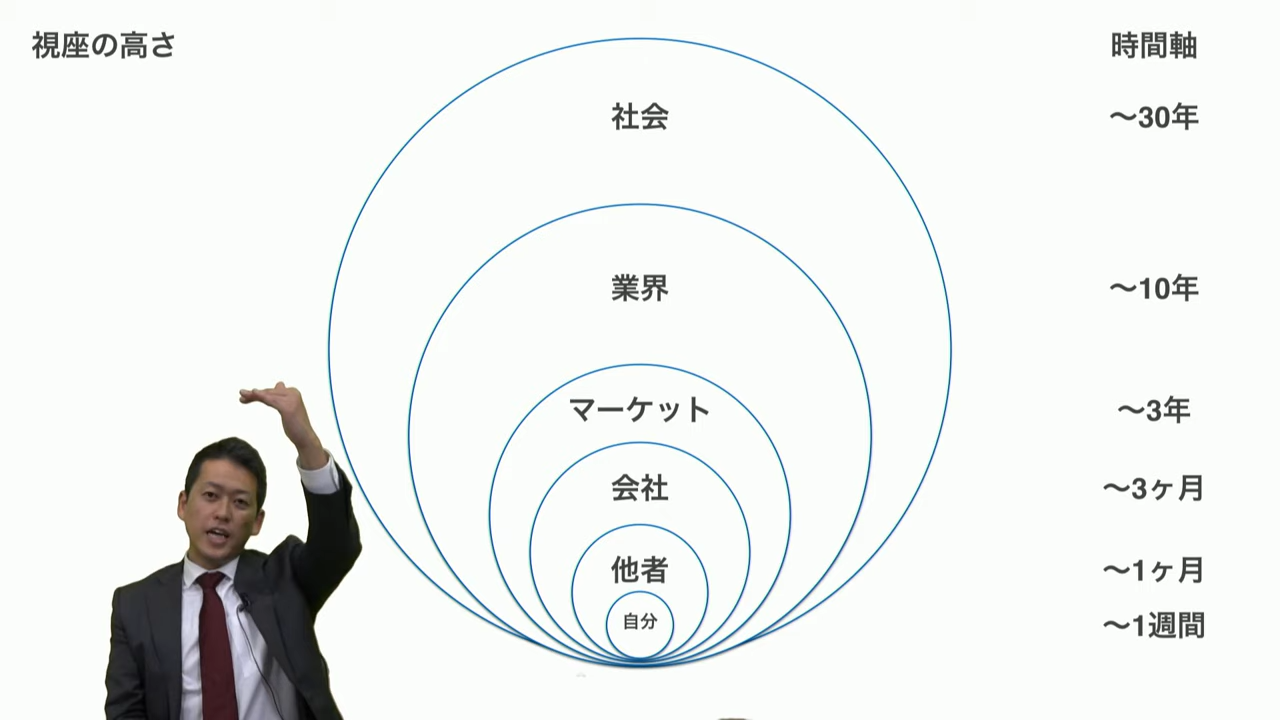 視座の高さ
時間軸
社会
〜30年
業界
〜10年
マーケット
〜3年
会社
〜3ヶ月
他者
〜1ヶ月
自分
〜1週間